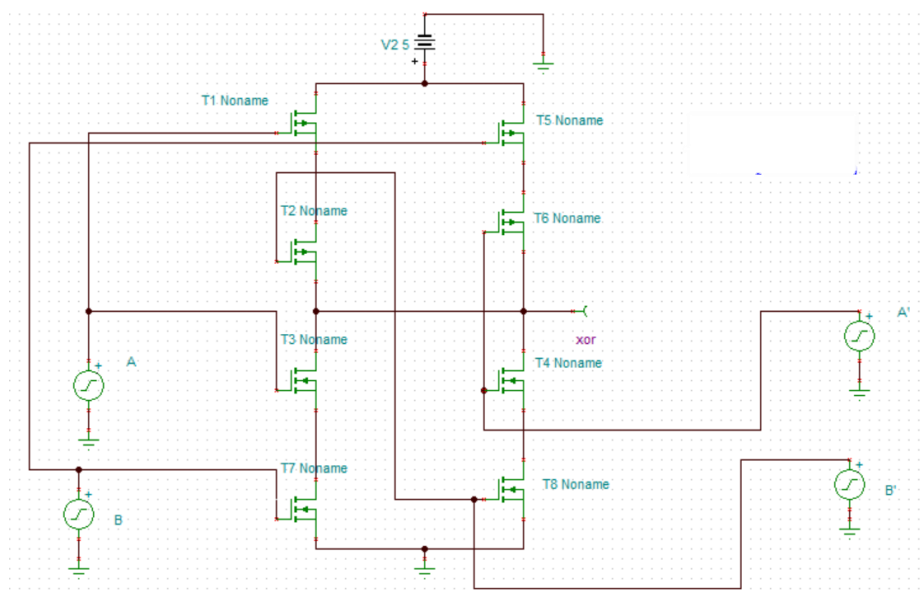 V2 5
+
T1 Noname
T5 Noname
T2 Noname
T6 Noname
A'
+
T3 Noname
xor
T4 Noname
A
+
T7 Noname
T8 Noname
+
B'
+
B